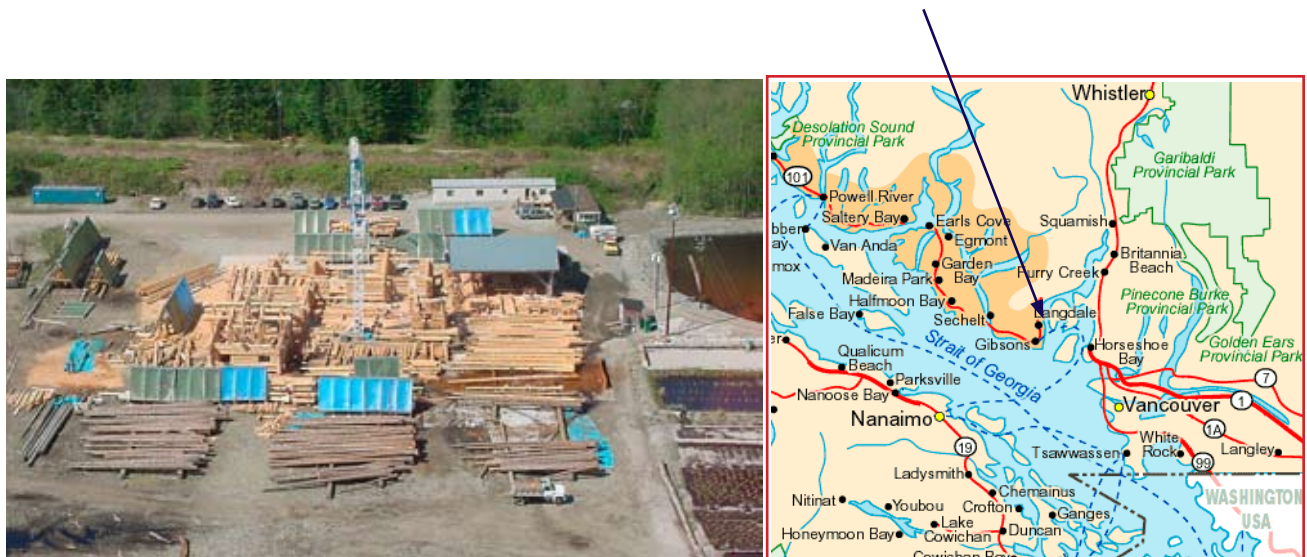 Whistler
Desolation Sound
Provincial Park
Garibaldi
Provincial Park
101
Powell River
Saltery Bay
Earls Cove
Squamish
Egmont
Van Anda
Britannia
Beach
Garden
Bay
Furry Creek
Madeira Park
Pinecone Burke
Provincial Park
Halfmoon Bay
False Bay
Sechelt
Langdale
Golden Ears
Provincial Park
Gibsons
Horseshoe
Bay
Strait of Georgia
Qualicum
Beach
Parksville
7
Nanoose Bay
1
Vancouver
Nanaimo
1A
White
Rock
19
Tsawwassen
99
Langley
Ladysmith
WASHINGTON
USA
Chemainus
Nitinat
Youbou
Crofton
Ganges
Lake
Cowichan
Duncan
Honeymoon Bay
Cowichan Bay